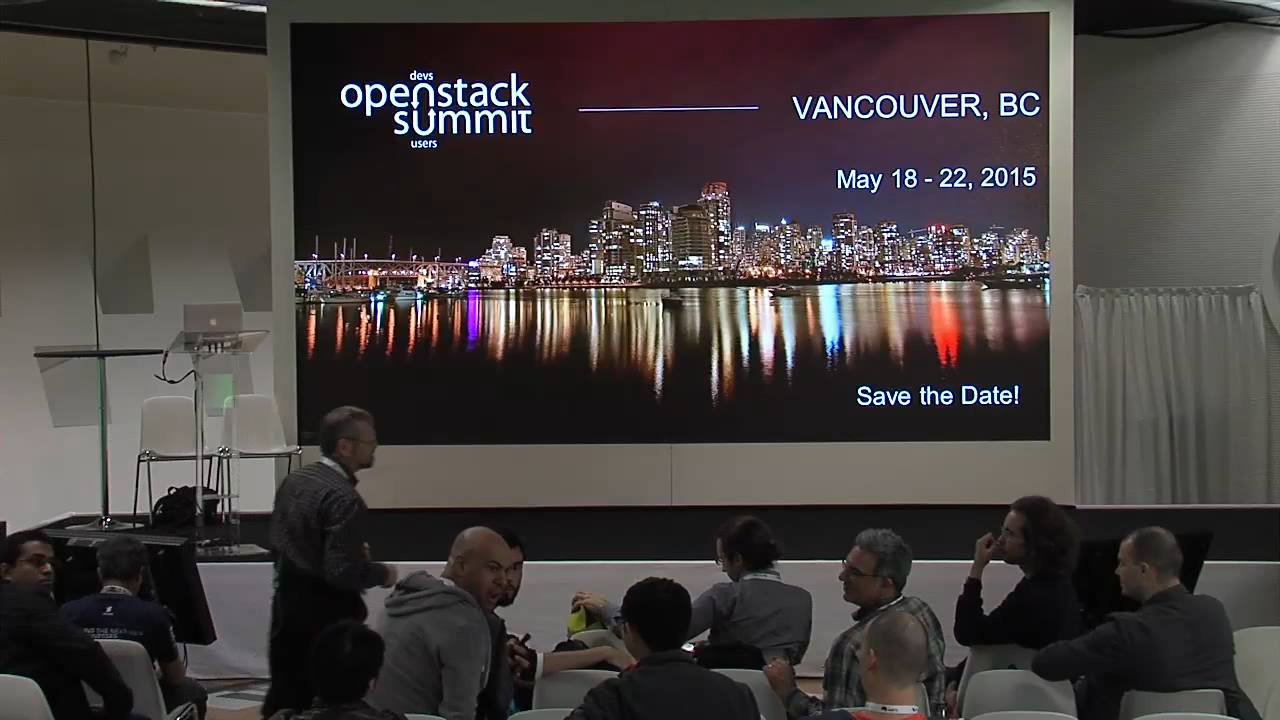 devs
openstack
summit
users
VANCOUVER, BC
May 18 - 22, 2015
Save the Date!